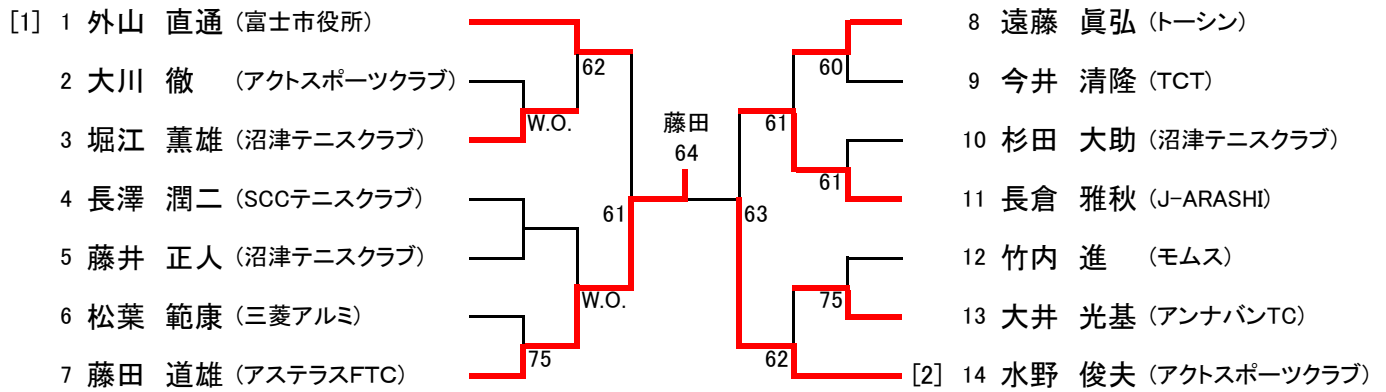 [1] 1 外山 直通 (富士市役所)
62
2 大川 徹 (アクトスポーツクラブ)
W.O.
3 堀江 薫雄 (沼津テニスクラブ)
4 長澤 潤二 (SCCテニスクラブ)
61
5 藤井 正人 (沼津テニスクラブ)
W.O.
6 松葉 範康 (三菱アルミ)
75
7 藤田 道雄 (アステラスFTC)
藤田
64
8 遠藤 眞弘 (トーシン)
60
9 今井 清隆 (TCT)
61
10 杉田 大助 (沼津テニスクラブ)
61
11 長倉 雅秋 (J-ARASHI)
63
12 竹内 進 (モムス)
75
13 大井 光基 (アンナバンTC)
62
[2] 14 水野 俊夫 (アクトスポーツクラブ)